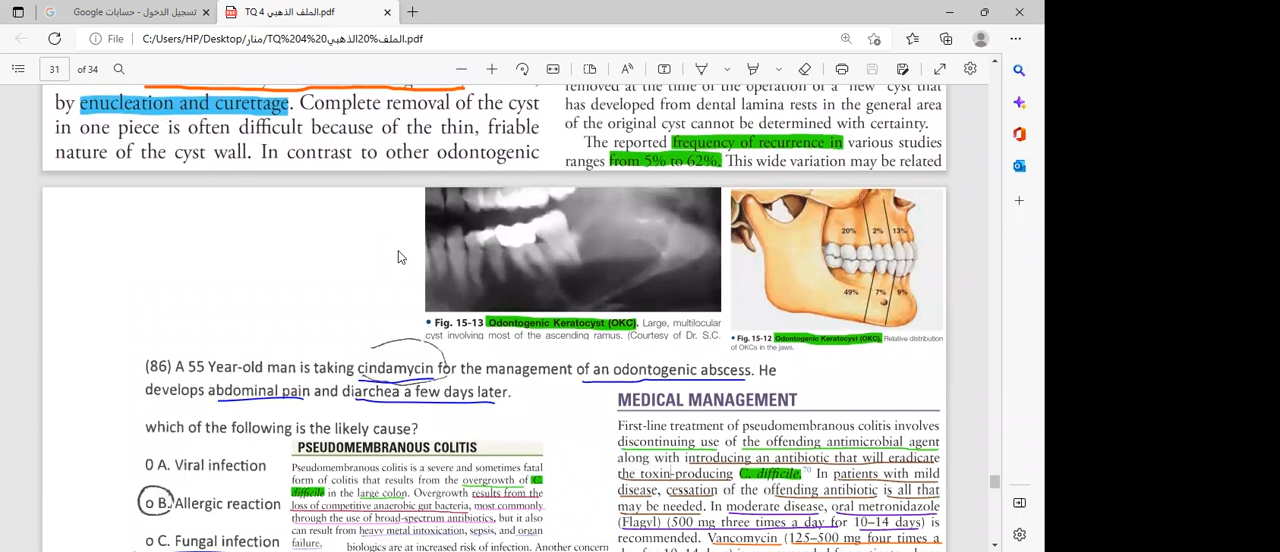 تسجيل الدخول - حسابات Google
TQ 4 الملف الذهبي.pdf
File
C:/Users/HP/Desktop/منار/TQ%204%20الملف%20الذهبي.pdf
31 of 34
by enucleation and curettage. Complete removal of the cyst
in one piece is often difficult because of the thin, friable
nature of the cyst wall. In contrast to other odontogenic
removed at the time of the operation or a "new" cyst that
has developed from dental lamina rests in the general area
of the original cyst cannot be determined with certainty.
The reported frequency of recurrence in various studies
ranges from 5% to 62%. This wide variation may be related
20% 2% 13%
49% 7% 9%
• Fig. 15-13 Odontogenic Keratocyst (OKC). Large, multilocular
cyst involving most of the ascending ramus. (Courtesy of Dr. S.C.
• Fig. 15-12 Odontogenic Keratocyst (OKC). Relative distribution
of OKCs in the jaws.
(86) A 55 Year-old man is taking cindamycin for the management of an odontogenic abscess. He
develops abdominal pain and diarchea a few days later.
which of the following is the likely cause?
0 A. Viral infection
o B. Allergic reaction
o C. Fungal infection
PSEUDOMEMBRANOUS COLITIS
Pseudomembranous colitis is a severe and sometimes fatal
form of colitis that results from the overgrowth of C.
difficile in the large colon. Overgrowth results from the
loss of competitive anaerobic gut bacteria, most commonly
through the use of broad-spectrum antibiotics, but it also
can result from heavy metal intoxication, sepsis, and organ
failure.
biologics are at increased risk of infection. Another concern
MEDICAL MANAGEMENT
First-line treatment of pseudomembranous colitis involves
discontinuing use of the offending antimicrobial agent
along with introducing an antibiotic that will eradicate
the toxin-producing C. difficile.70 In patients with mild
disease, cessation of the offending antibiotic is all that
may be needed. In moderate disease, oral metronidazole
(Flagyl) (500 mg three times a day for 10–14 days) is
recommended. Vancomycin (125–500 mg four times a